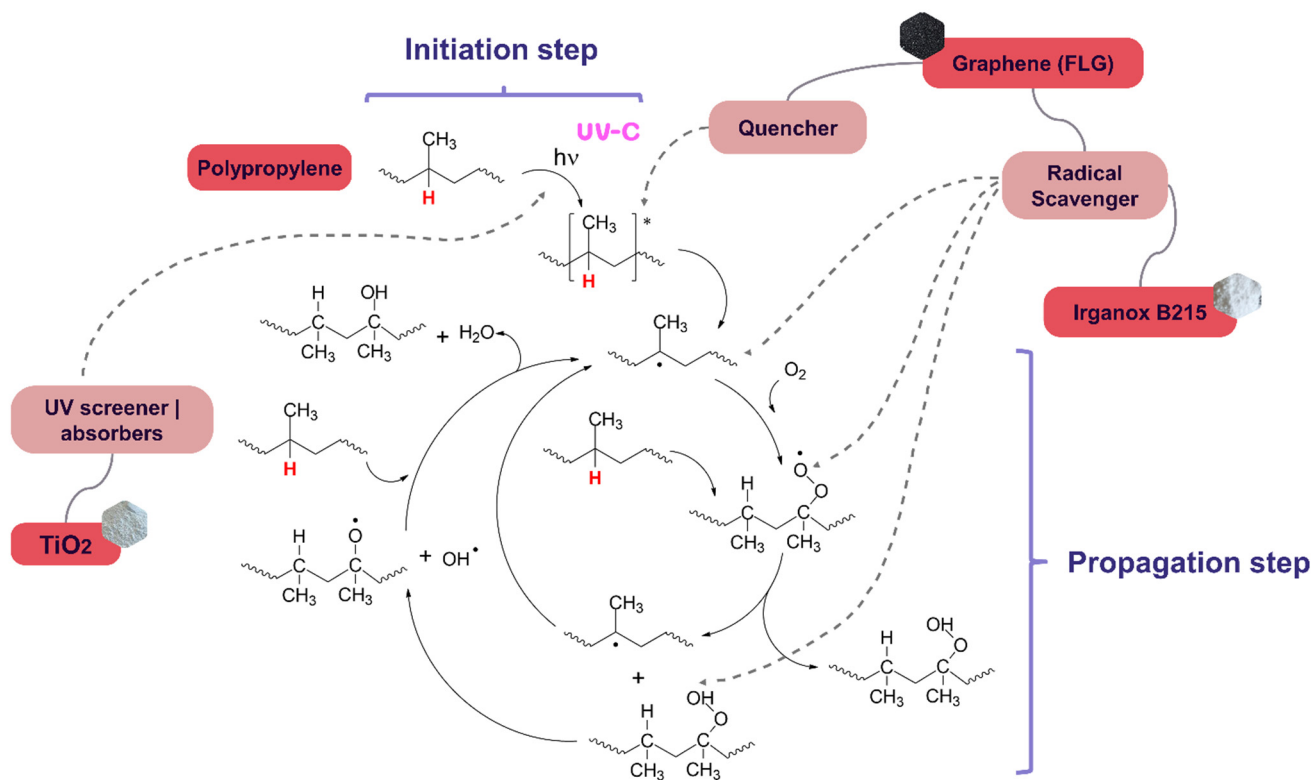 Initiation step
Graphene (FLG)
UV-C
Quencher
CH3
Polypropylene
hν
H
Radical
Scavenger
CH3
*
H
Irganox B215
H
OH
C
C
CH3
CH3
+ H2O
CH3
•
O2
UV screener |
absorbers
CH3
H
CH3
H
TiO2
H
•
O
C
C
CH3
CH3
+ OH•
H
•
O
O
C
C
CH3
CH3
Propagation step
CH3
•
+
H
OH
O
C
C
CH3
CH3
H
OH
O
C
C
CH3
CH3